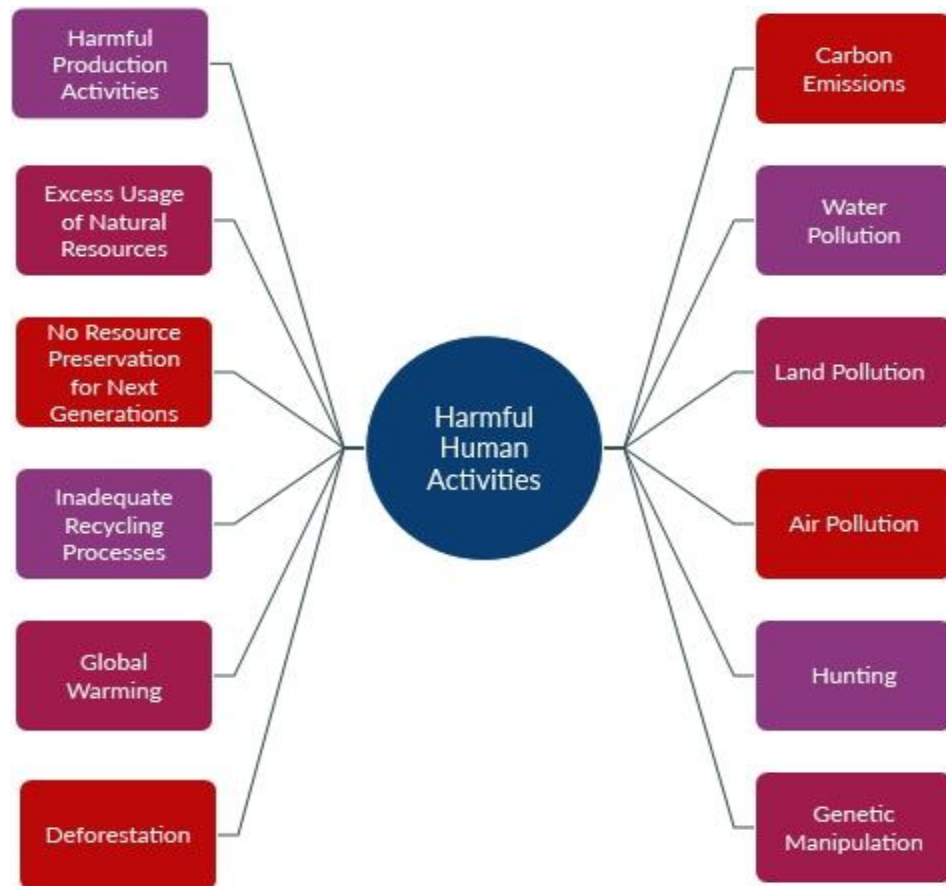 Harmful
Production
Activities
Excess Usage
of Natural
Resources
No Resource
Preservation
for Next
Generations
Inadequate
Recycling
Processes
Global
Warming
Deforestation
Harmful
Human
Activities
Carbon
Emissions
Water
Pollution
Land Pollution
Air Pollution
Hunting
Genetic
Manipulation